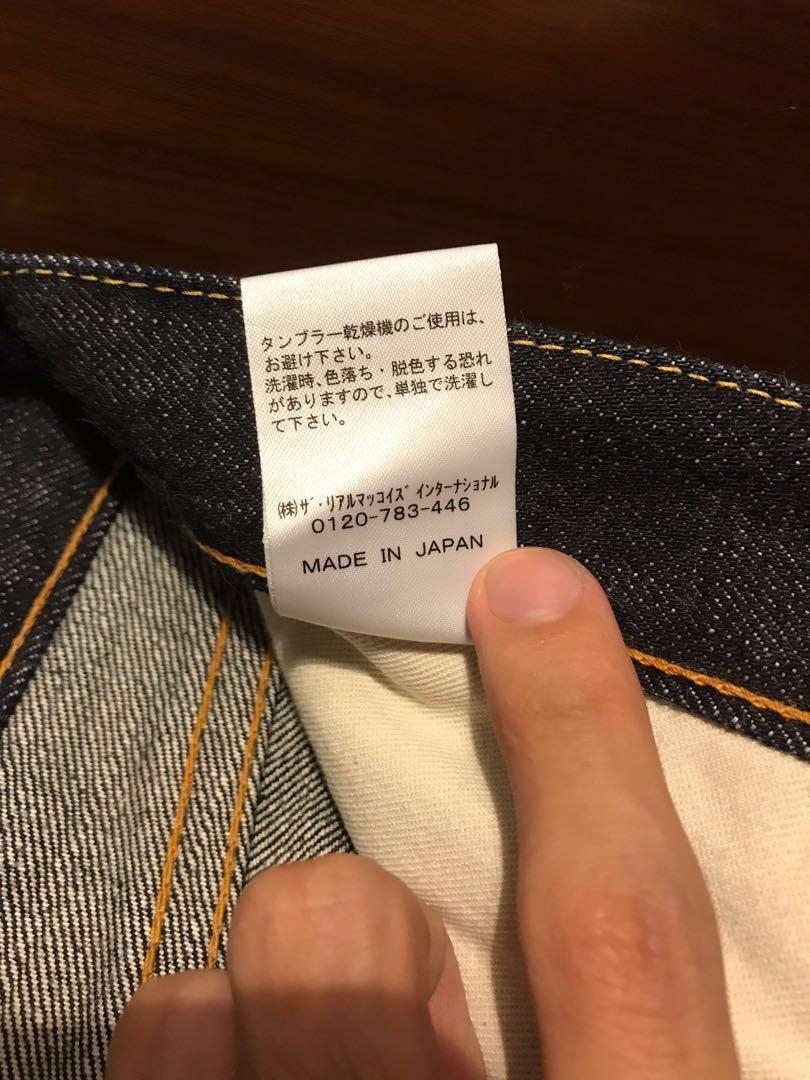 タンブラー乾燥機のご使用は、
お避け下さい。
洗濯時、色落ち・脱色する恐れ
がありますので、単独で洗濯し
て下さい。
㈱ｻﾞ･ﾘｱﾙﾏｯｺｲｽﾞ ｲﾝﾀｰﾅｼｮﾅﾙ
0120-783-446
MADE IN JAPAN